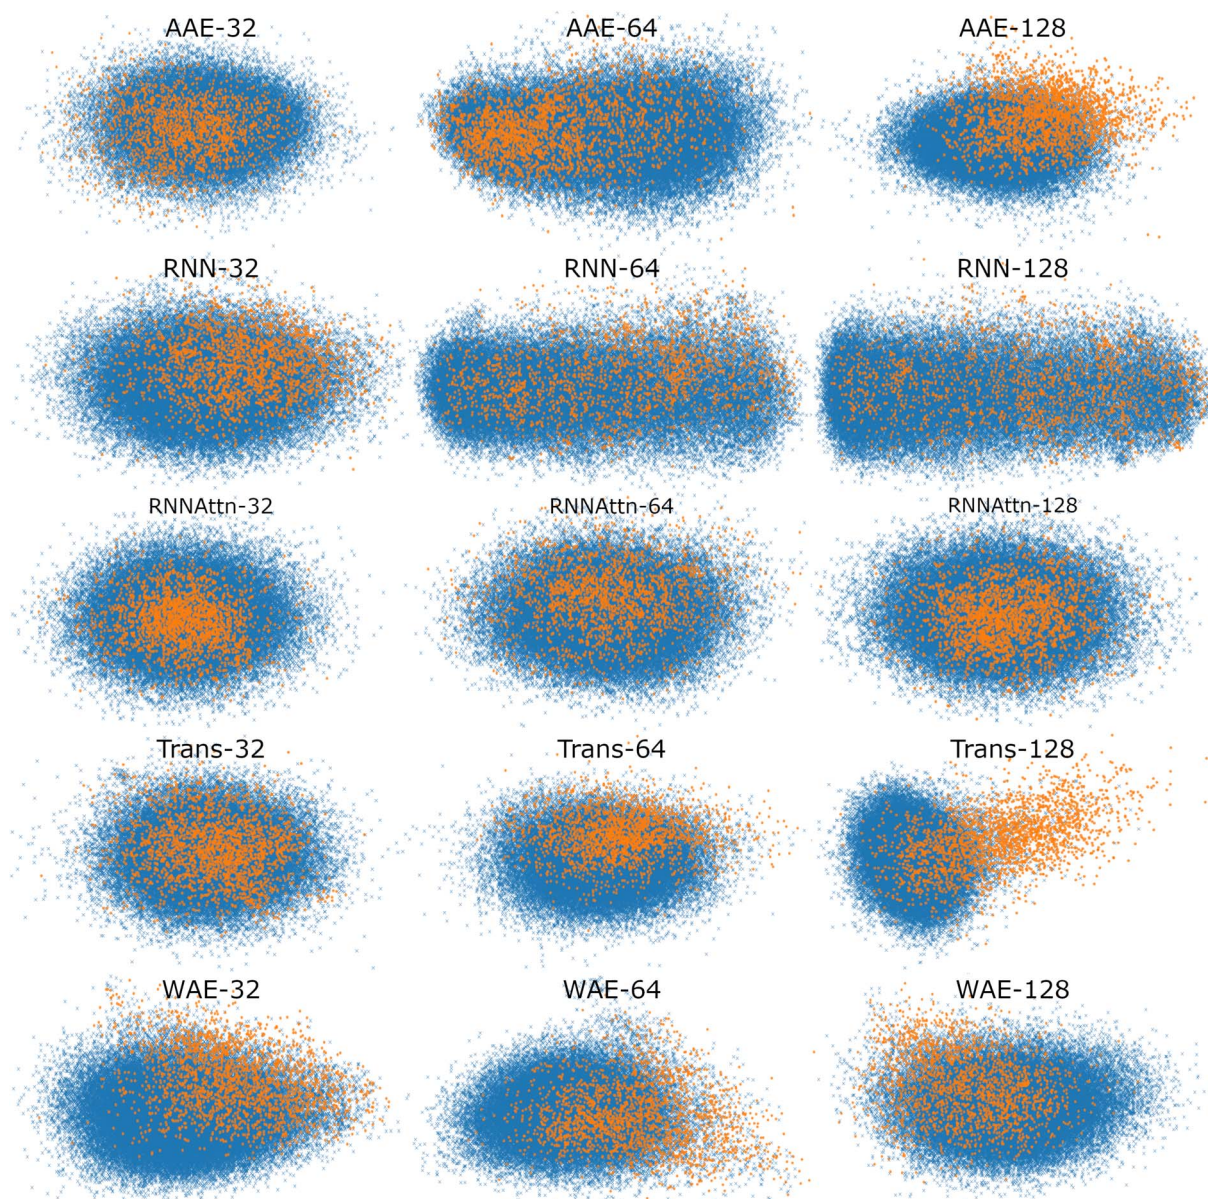 AAE-32
AAE-64
AAE-128
RNN-32
RNN-64
RNN-128
RNNAttn-32
RNNAttn-64
RNNAttn-128
Trans-32
Trans-64
Trans-128
WAE-32
WAE-64
WAE-128